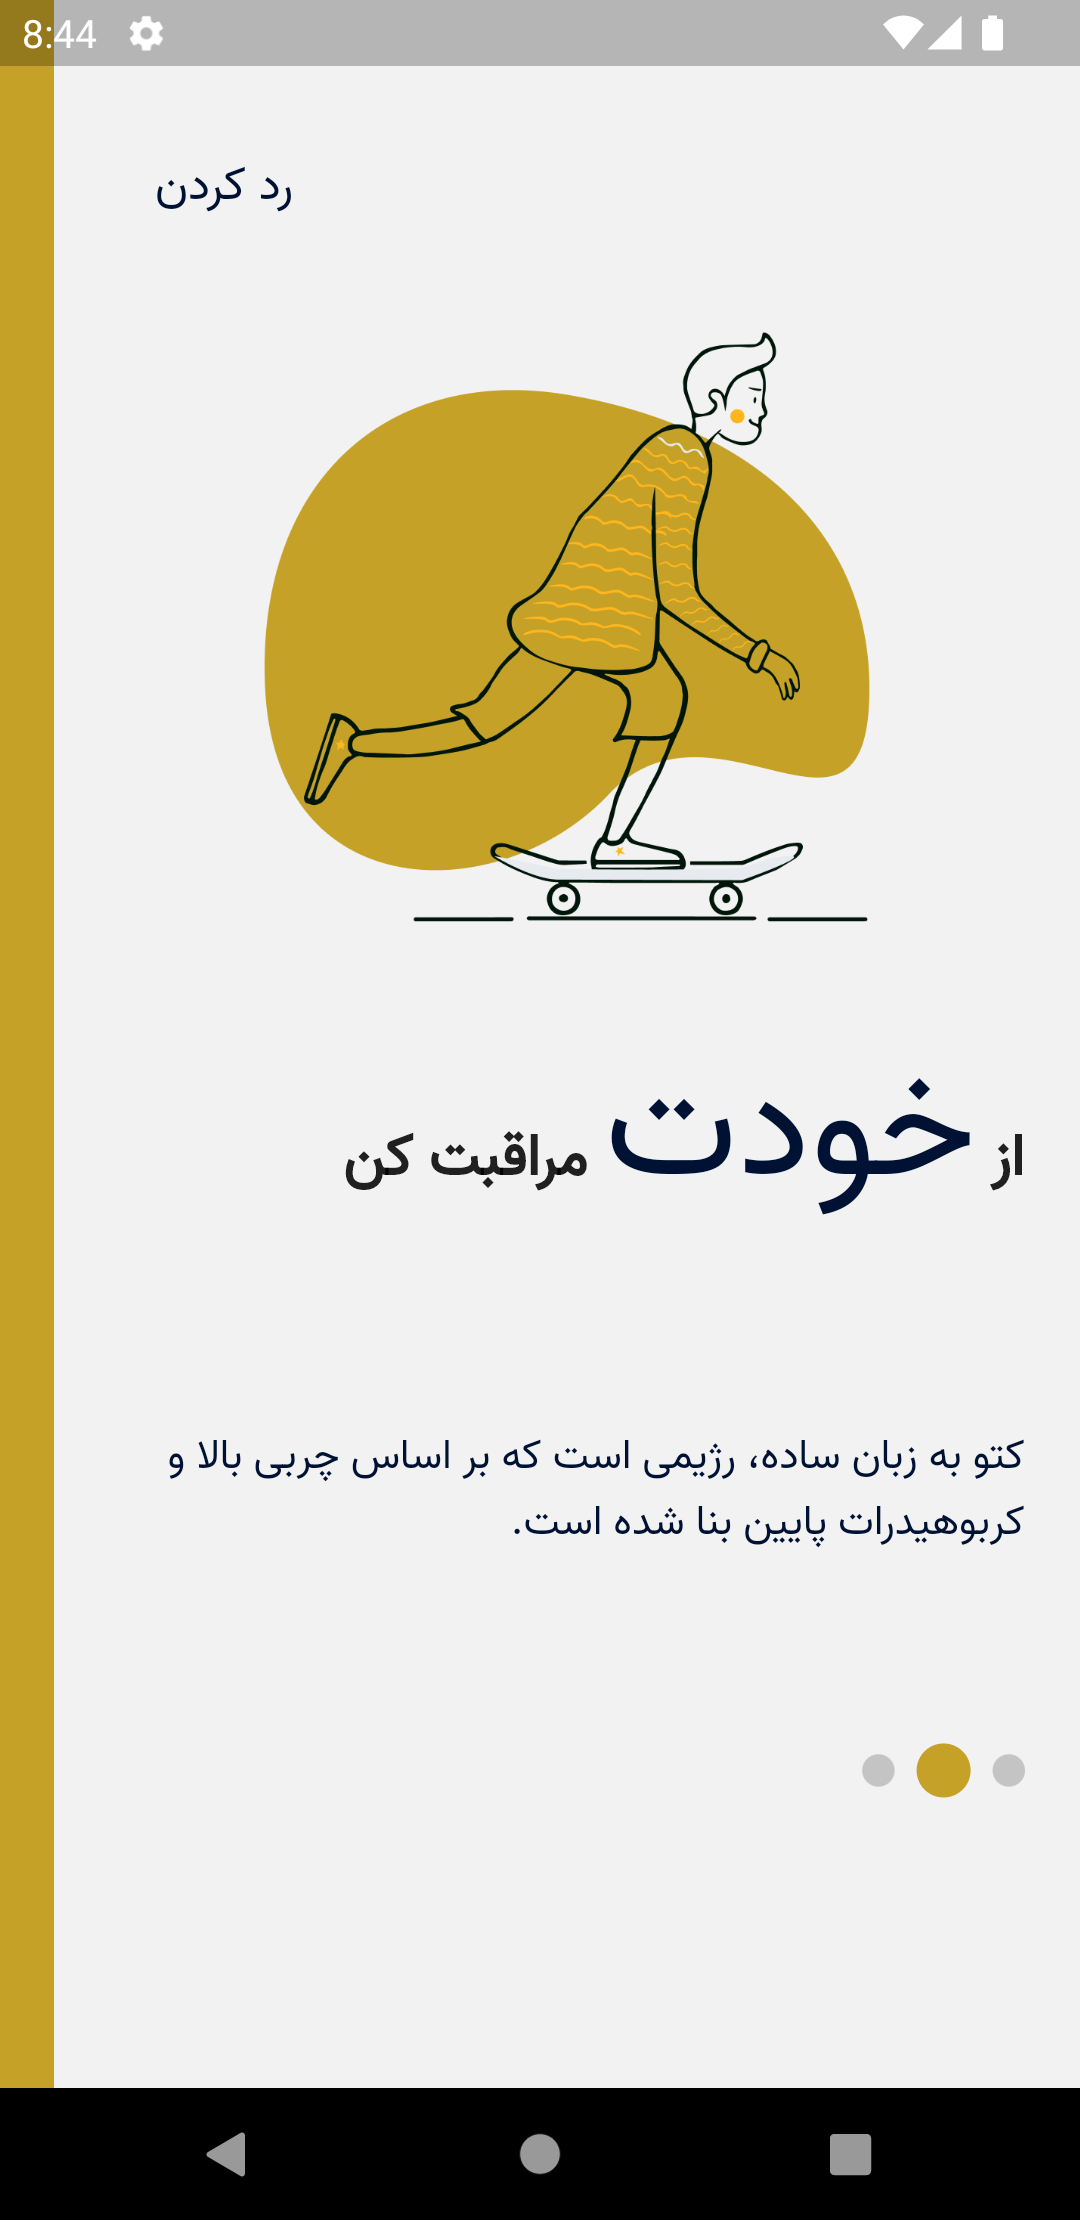 8:44
رد کردن
از خودت مراقبت کن
کتو به زبان ساده، رژیمی است که بر اساس چربی بالا و
کربوهیدرات پایین بنا شده است.